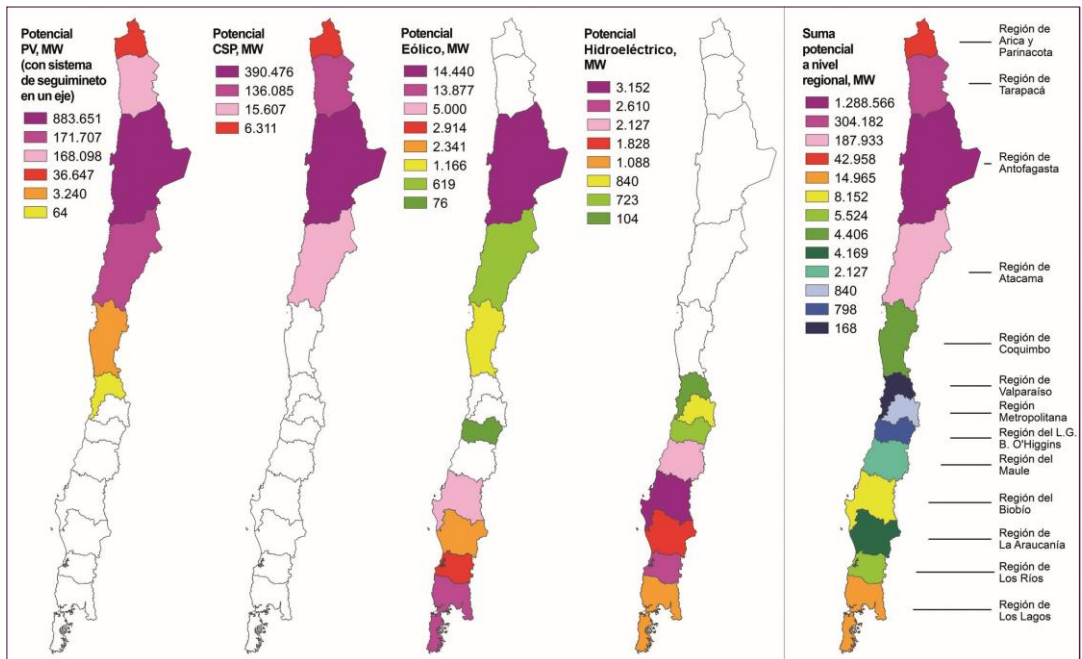 Potencial
PV, MW
(con sistema
de seguimineto
en un eje)
883.651
171.707
168.098
36.647
3.240
64
Potencial
CSP, MW
390.476
136.085
15.607
6.311
Potencial
Eólico, MW
14.440
13.877
5.000
2.914
2.341
1.166
619
76
Potencial
Hidroeléctrico,
MW
3.152
2.610
2.127
1.828
1.088
840
723
104
Suma
potencial
a nivel
regional, MW
1.288.566
304.182
187.933
42.958
14.965
8.152
5.524
4.406
4.169
2.127
840
798
168
Región de
Arica y
Parinacota
Región de
Tarapacá
Región de
Antofagasta
Región de
Atacama
Región de
Coquimbo
Región de
Valparaíso
Región
Metropolitana
Región del L.G.
B. O'Higgins
Región del
Maule
Región del
Biobío
Región de
La Araucanía
Región de
Los Ríos
Región de
Los Lagos